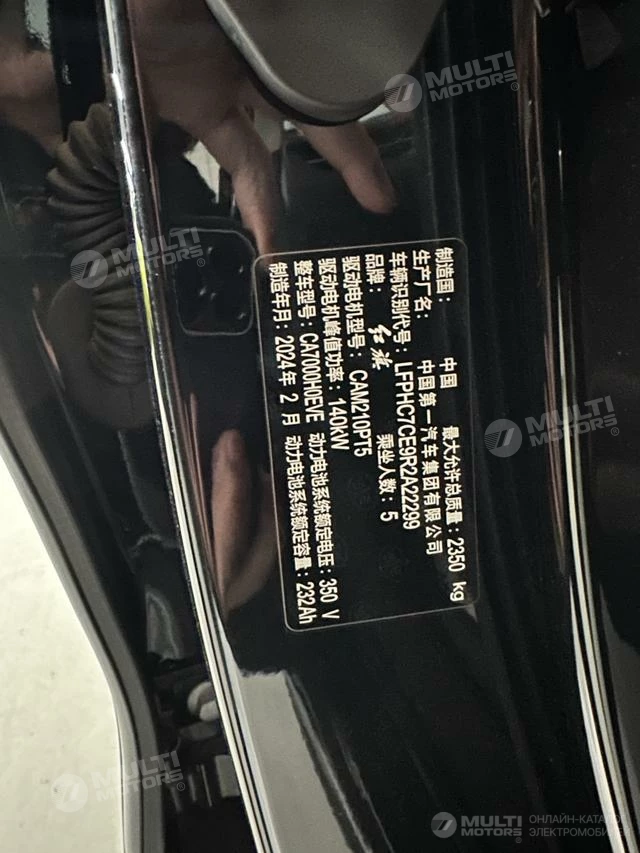 制造国: 中国 最大允许总质量: 2350 kg
生产厂名: 中国第一汽车集团有限公司
车辆识别代号: LFPHC7CE9R2A22299
品牌: 红旗 乘坐人数: 5
驱动电机型号: CAM210PT5
驱动电机峰值功率: 140KW 动力电池系统额定电压: 350 V
整车型号: CA7000H0EVE 动力电池系统额定容量: 232Ah
制造年月: 2024年 2月
MULTI MOTORS®
MULTI MOTORS®
MULTI MOTORS®
MULTI MOTORS®
MULTI MOTORS®
MULTI MOTORS® ОНЛАЙН-КАТАЛОГ ЭЛЕКТРОМОБИЛЕЙ